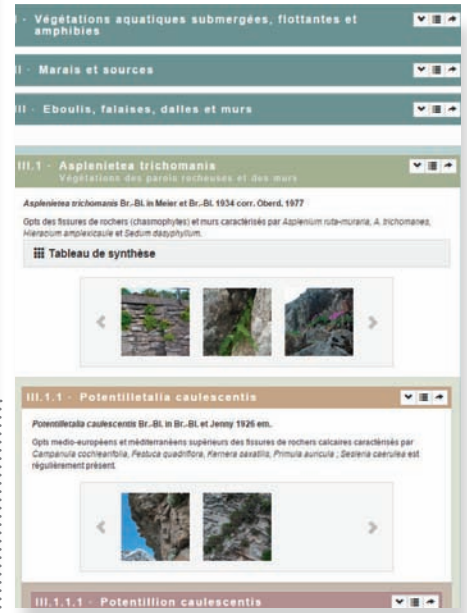 I · Végétations aquatiques submergées, flottantes et
amphibies
II · Marais et sources
III · Eboulis, falaises, dalles et murs
III.1 · Asplenietea trichomanis
Végétations des parois rocheuses et des murs
Asplenietea trichomanis Br.-Bl. in Meier et Br.-Bl. 1934 corr. Oberd. 1977
Gpts des fissures de rochers (chasmophytes) et murs caractérisés par Asplenium ruta-muraria, A. trichomanes,
Hieracium amplexicaule et Sedum dasyphyllum.
Tableau de synthèse
III.1.1 · Potentilletalia caulescentis
Potentilletalia caulescentis Br.-Bl. in Br.-Bl. et Jenny 1926 em.
Gpts medio-européens et méditerranéens supérieurs des fissures de rochers calcaires caractérisés par
Campanula cochleariifolia, Festuca quadriflora, Kernera saxatilis, Primula auricula ; Sesleria caerulea est
régulièrement présent.
III.1.1.1 · Potentillion caulescentis